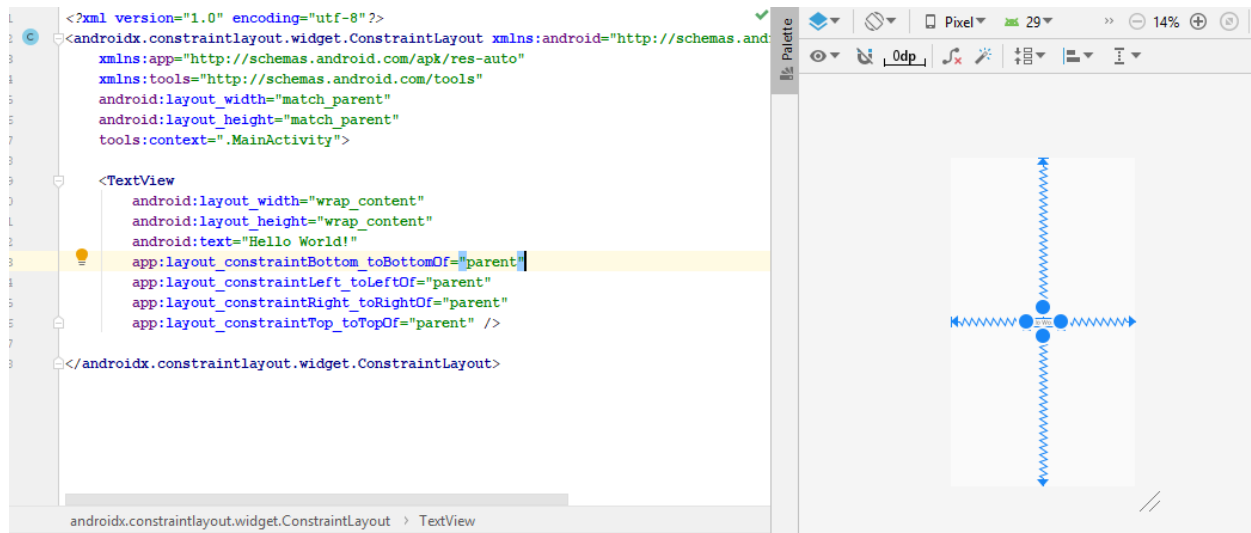 <?xml version="1.0" encoding="utf-8"?>
C
<androidx.constraintlayout.widget.ConstraintLayout xmlns:android="http://schemas.and
xmlns:app="http://schemas.android.com/apk/res-auto"
xmlns:tools="http://schemas.android.com/tools"
android:layout_width="match_parent"
android:layout_height="match_parent"
tools:context=".MainActivity">
<TextView
android:layout_width="wrap_content"
android:layout_height="wrap_content"
android:text="Hello World!"
app:layout_constraintBottom_toBottomOf="parent"
app:layout_constraintLeft_toLeftOf="parent"
app:layout_constraintRight_toRightOf="parent"
app:layout_constraintTop_toTopOf="parent" />
</androidx.constraintlayout.widget.ConstraintLayout>
androidx.constraintlayout.widget.ConstraintLayout > TextView
Palette
Pixel 29 >> 14%
0dp